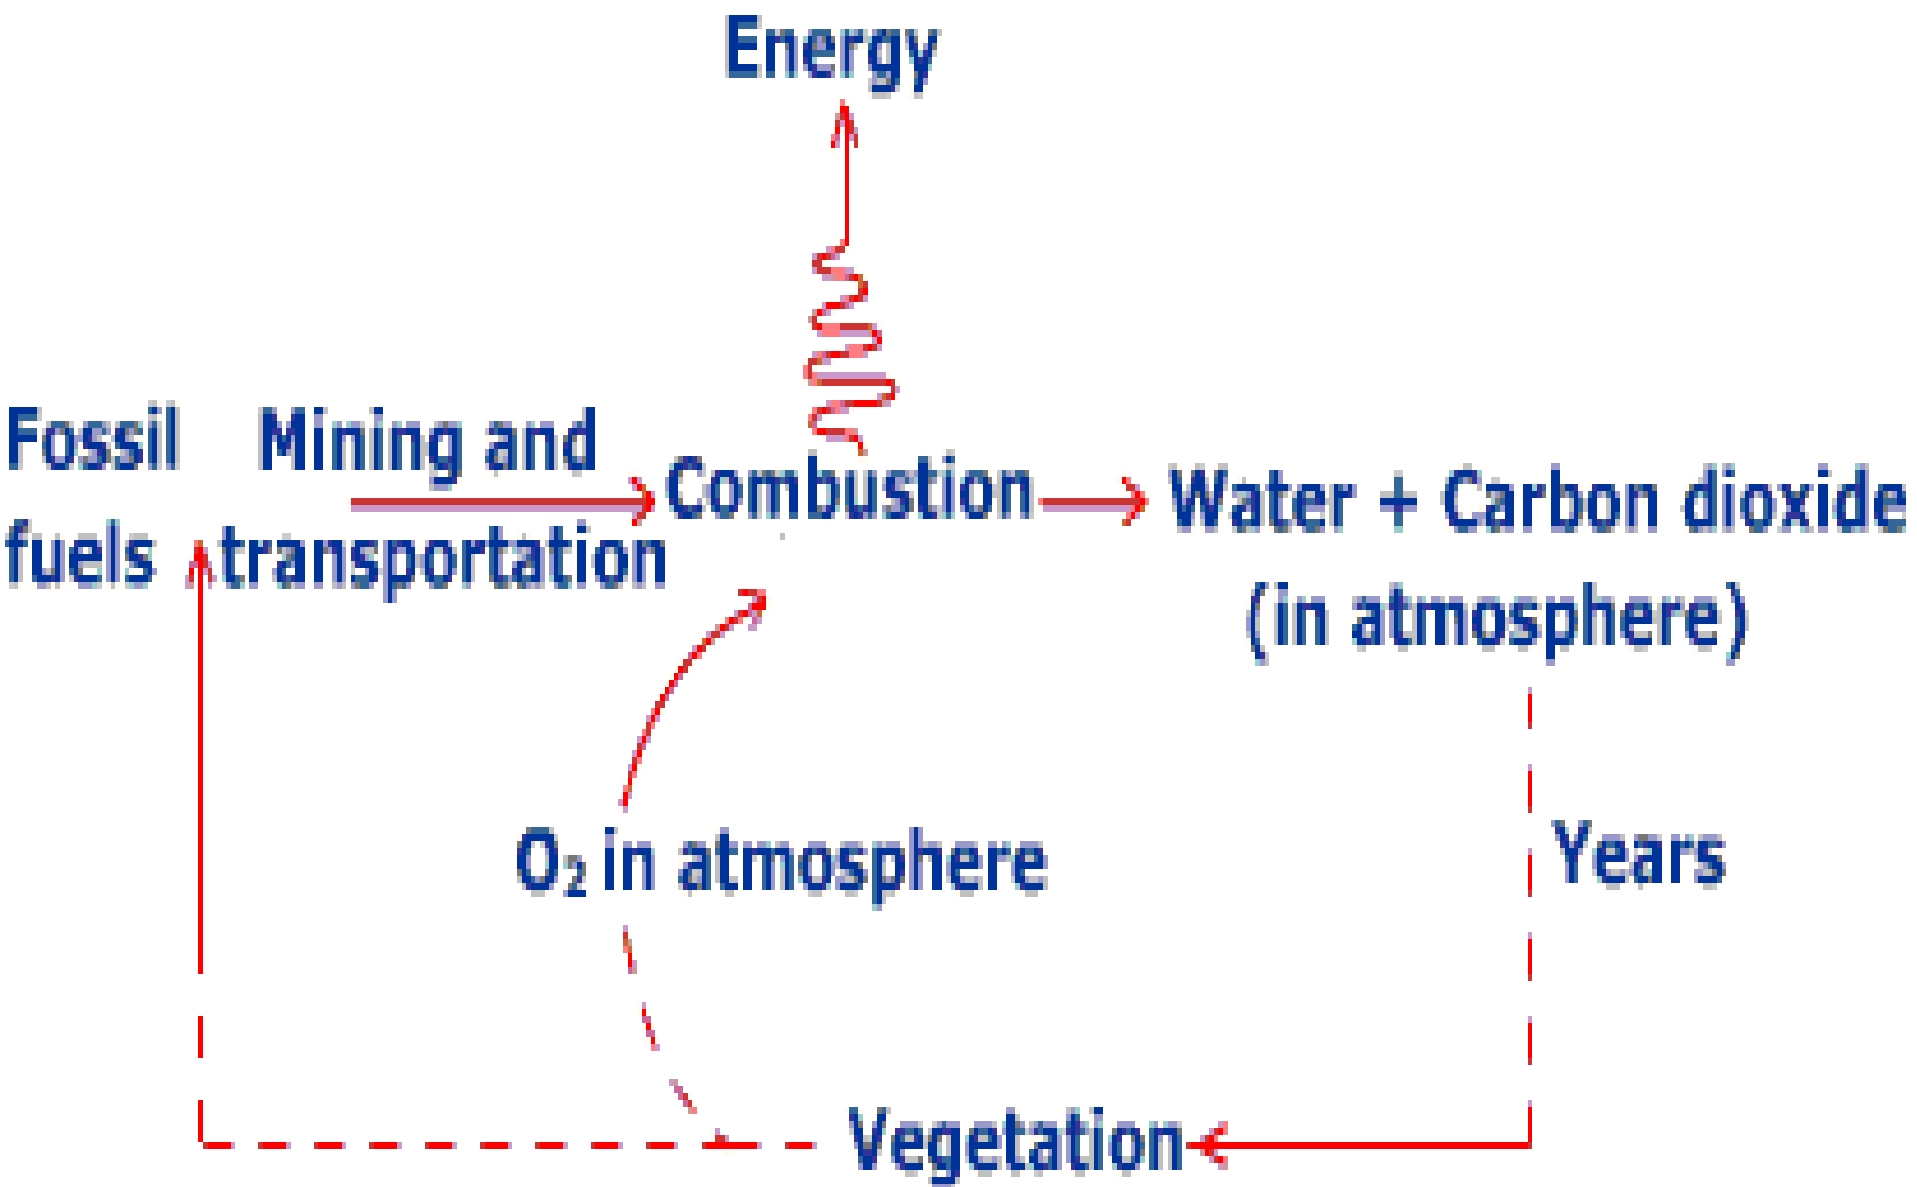 Energy
Fossil
fuels
Mining and
transportation
Combustion
Water + Carbon dioxide
(in atmosphere)
O₂ in atmosphere
Years
Vegetation